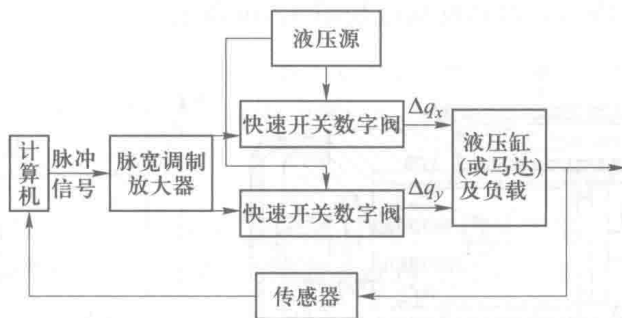 液压源
快速开关数字阀
Δqx
计算机
脉冲
信号
脉宽调制
放大器
液压缸
(或马达)
及负载
快速开关数字阀
Δqy
传感器